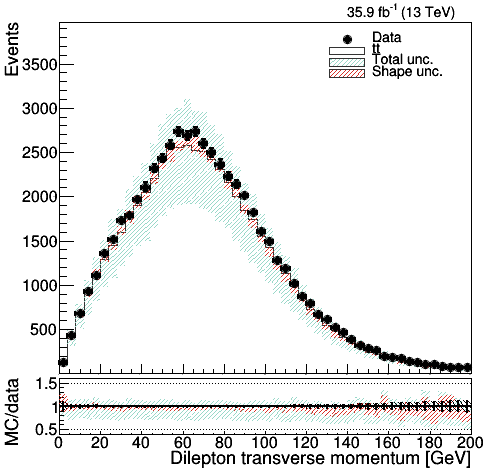 35.9 fb⁻¹ (13 TeV)
Events
Data
tt̄
Total unc.
Shape unc.
3500
3000
2500
2000
1500
1000
500
MC/data
1.5
1
0.5
0 20 40 60 80 100 120 140 160 180 200
Dilepton transverse momentum [GeV]